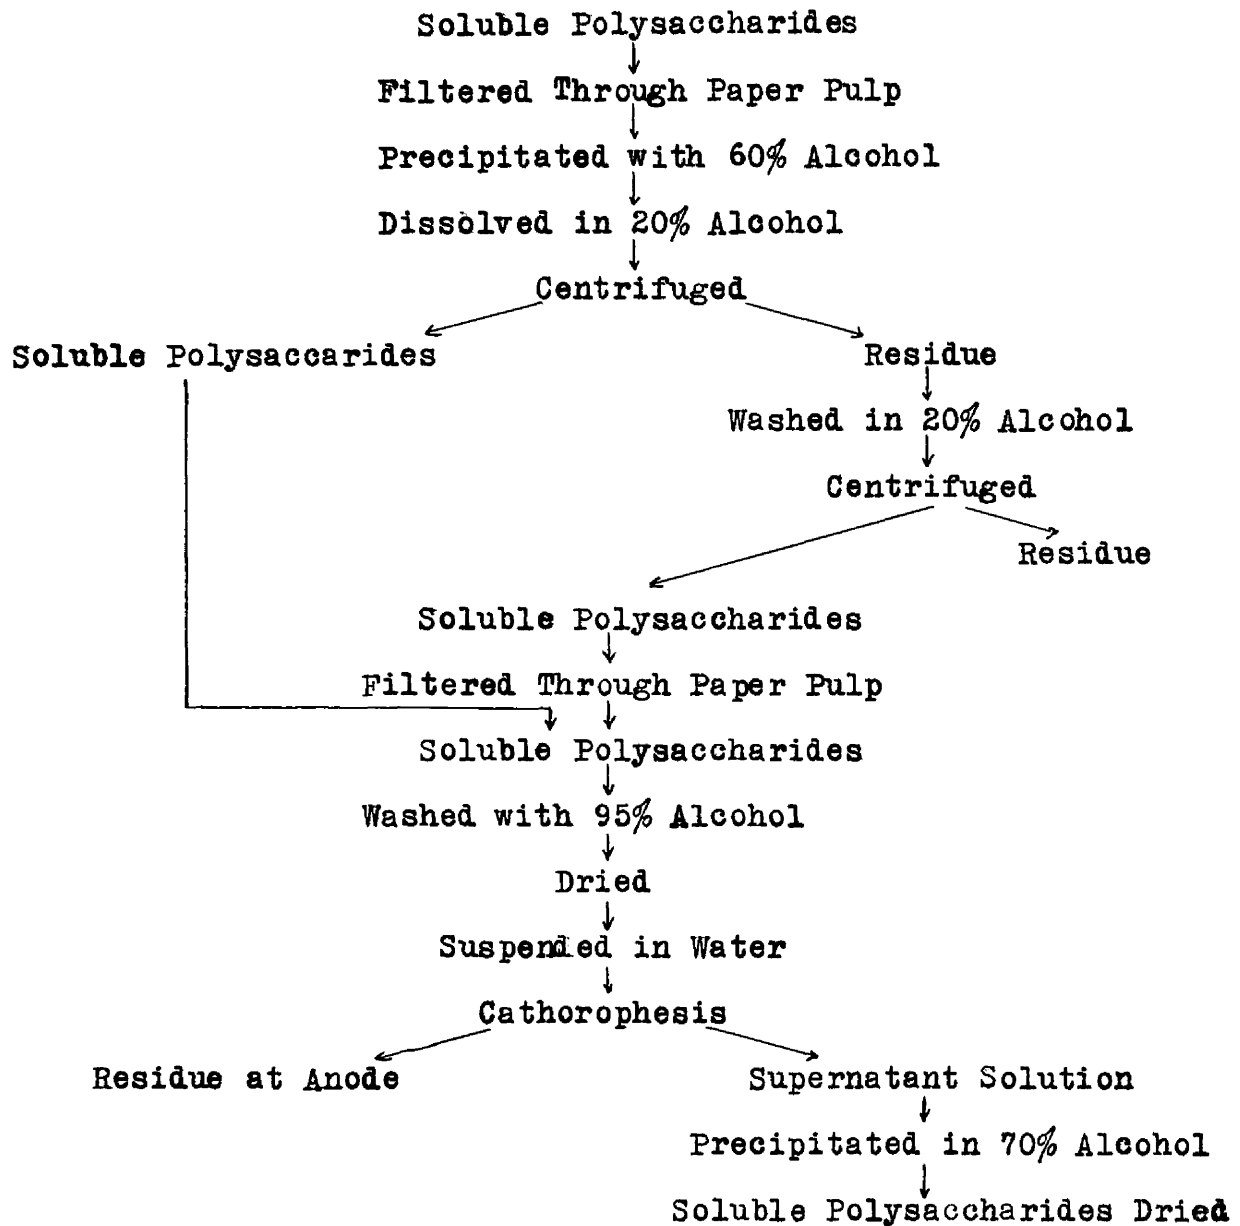 Soluble Polysaccharides
Filtered Through Paper Pulp
Precipitated with 60% Alcohol
Dissolved in 20% Alcohol
Centrifuged
Soluble Polysaccarides
Residue
Washed in 20% Alcohol
Centrifuged
Residue
Soluble Polysaccharides
Filtered Through Paper Pulp
Soluble Polysaccharides
Washed with 95% Alcohol
Dried
Suspended in Water
Cathorophesis
Residue at Anode
Supernatant Solution
Precipitated in 70% Alcohol
Soluble Polysaccharides Dried